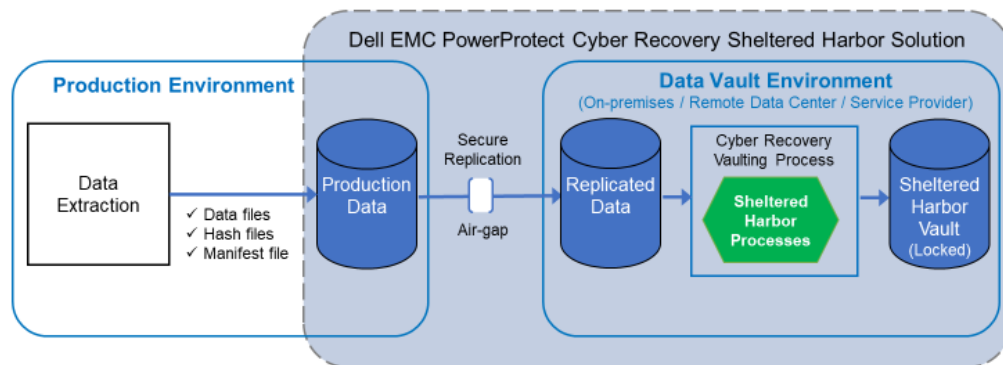 Dell EMC PowerProtect Cyber Recovery Sheltered Harbor Solution
Production Environment
Data Extraction
✓ Data files
✓ Hash files
✓ Manifest file
Production
Data
Secure
Replication
Air-gap
Data Vault Environment
(On-premises / Remote Data Center / Service Provider)
Replicated
Data
Cyber Recovery
Vaulting Process
Sheltered
Harbor
Processes
Sheltered
Harbor
Vault
(Locked)